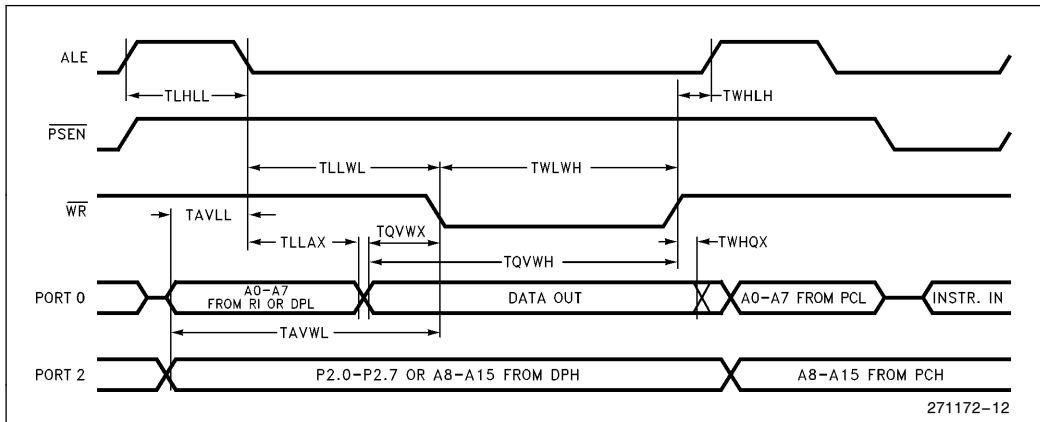 ALE
TLHLL
TWHLH
PSEN
TLLWL
TWLWH
WR
TAVLL
TLLAX
TQVWX
TWHQX
TQVWH
PORT 0
A0-A7
FROM RI OR DPL
DATA OUT
A0-A7 FROM PCL
INSTR. IN
TAVWL
PORT 2
P2.0-P2.7 OR A8-A15 FROM DPH
A8-A15 FROM PCH
271172-12